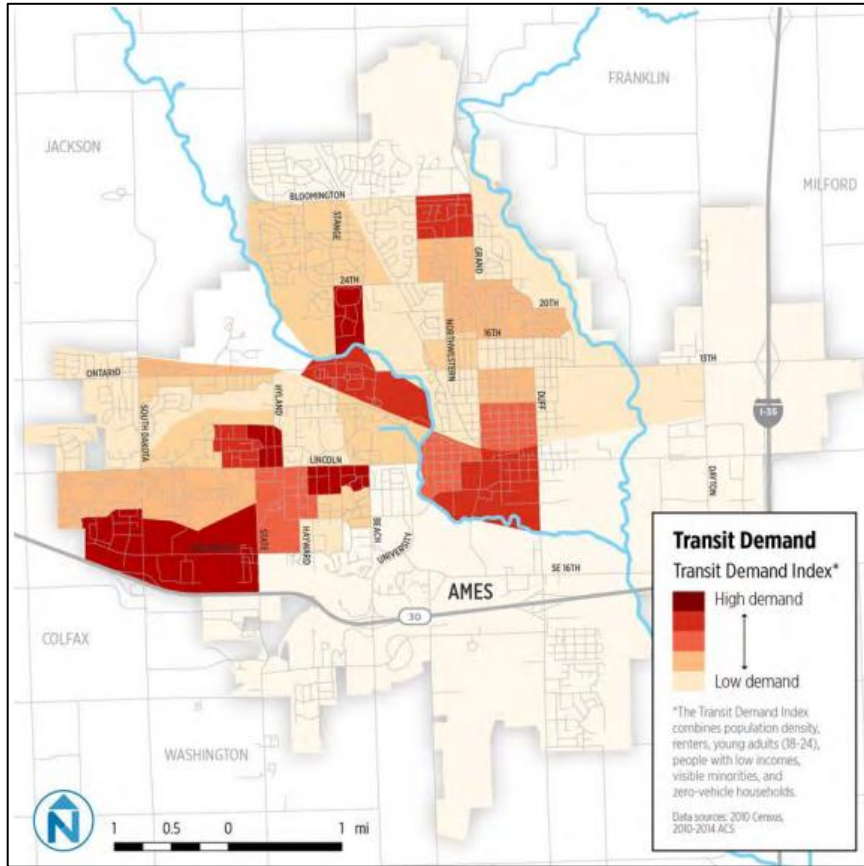 FRANKLIN
JACKSON
MILFORD
BLOOMINGTON
STANGE
GRAND
24TH
20TH
NORTHWESTERN
16TH
13TH
ONTARIO
SOUTH DAKOTA
HYLAND
DUFF
I-35
LINCOLN
DAYTON
STATE
HAYWARD
BEACH
UNIVERSITY
SE 16TH
AMES
30
COLFAX
WASHINGTON
Transit Demand
Transit Demand Index*
High demand
Low demand
*The Transit Demand Index
combines population density,
renters, young adults (18-24),
people with low incomes,
visible minorities, and
zero-vehicle households.
Data sources: 2010 Census,
2010-2014 ACS
N
1 0.5 0 1 mi